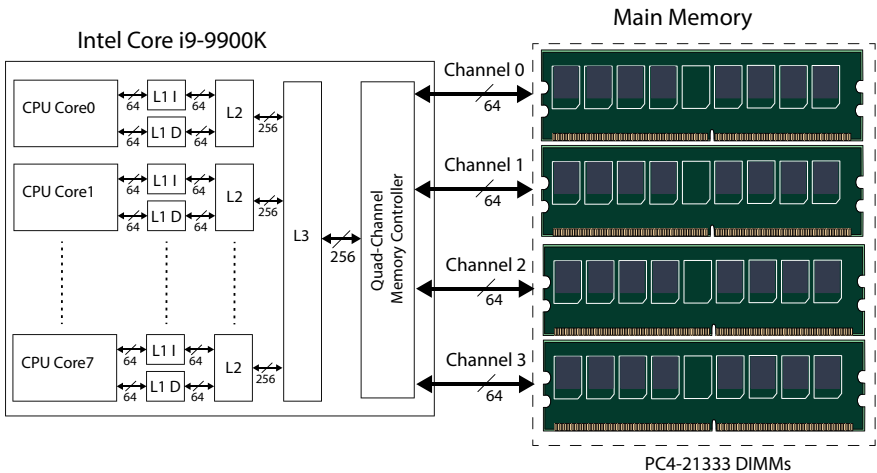 Main Memory
Intel Core i9-9900K
CPU Core0
64
L1 I
64
L1 D
64
64
L2
256
CPU Core1
64
L1 I
64
L1 D
64
64
L2
256
CPU Core7
64
L1 I
64
L1 D
64
64
L2
256
L3
256
Quad-Channel
Memory Controller
Channel 0
64
Channel 1
64
Channel 2
64
Channel 3
64
PC4-21333 DIMMs